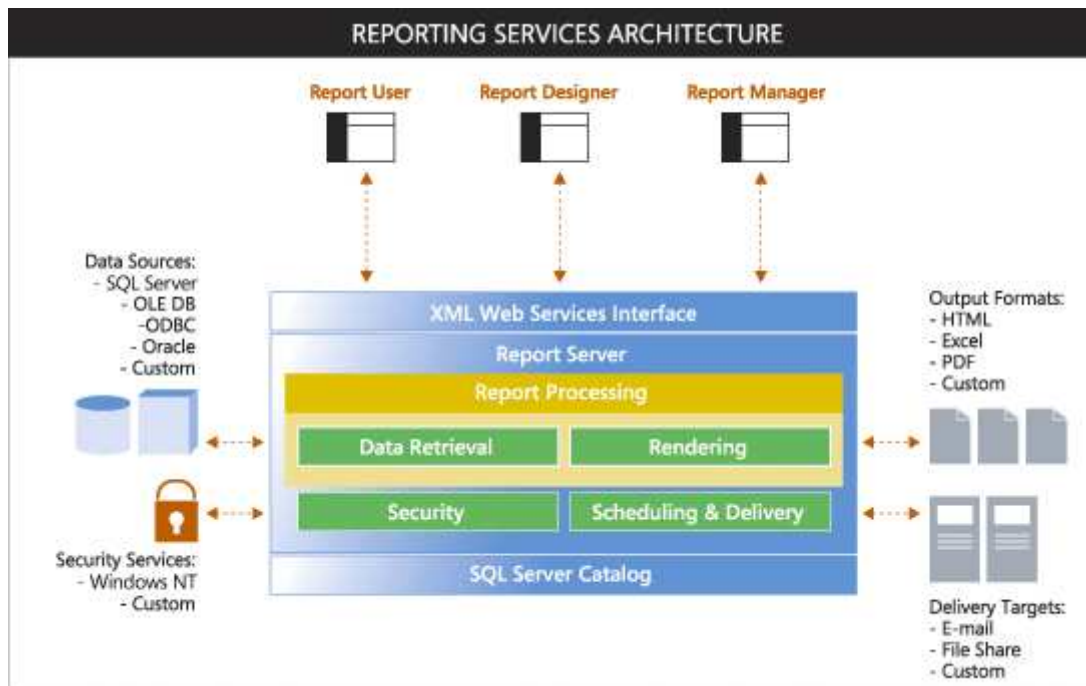 REPORTING SERVICES ARCHITECTURE
Report User
Report Designer
Report Manager
Data Sources:
- SQL Server
- OLE DB
-ODBC
- Oracle
- Custom
Security Services:
- Windows NT
- Custom
XML Web Services Interface
Report Server
Report Processing
Data Retrieval
Rendering
Security
Scheduling & Delivery
SQL Server Catalog
Output Formats:
- HTML
- Excel
- PDF
- Custom
Delivery Targets:
- E-mail
- File Share
- Custom